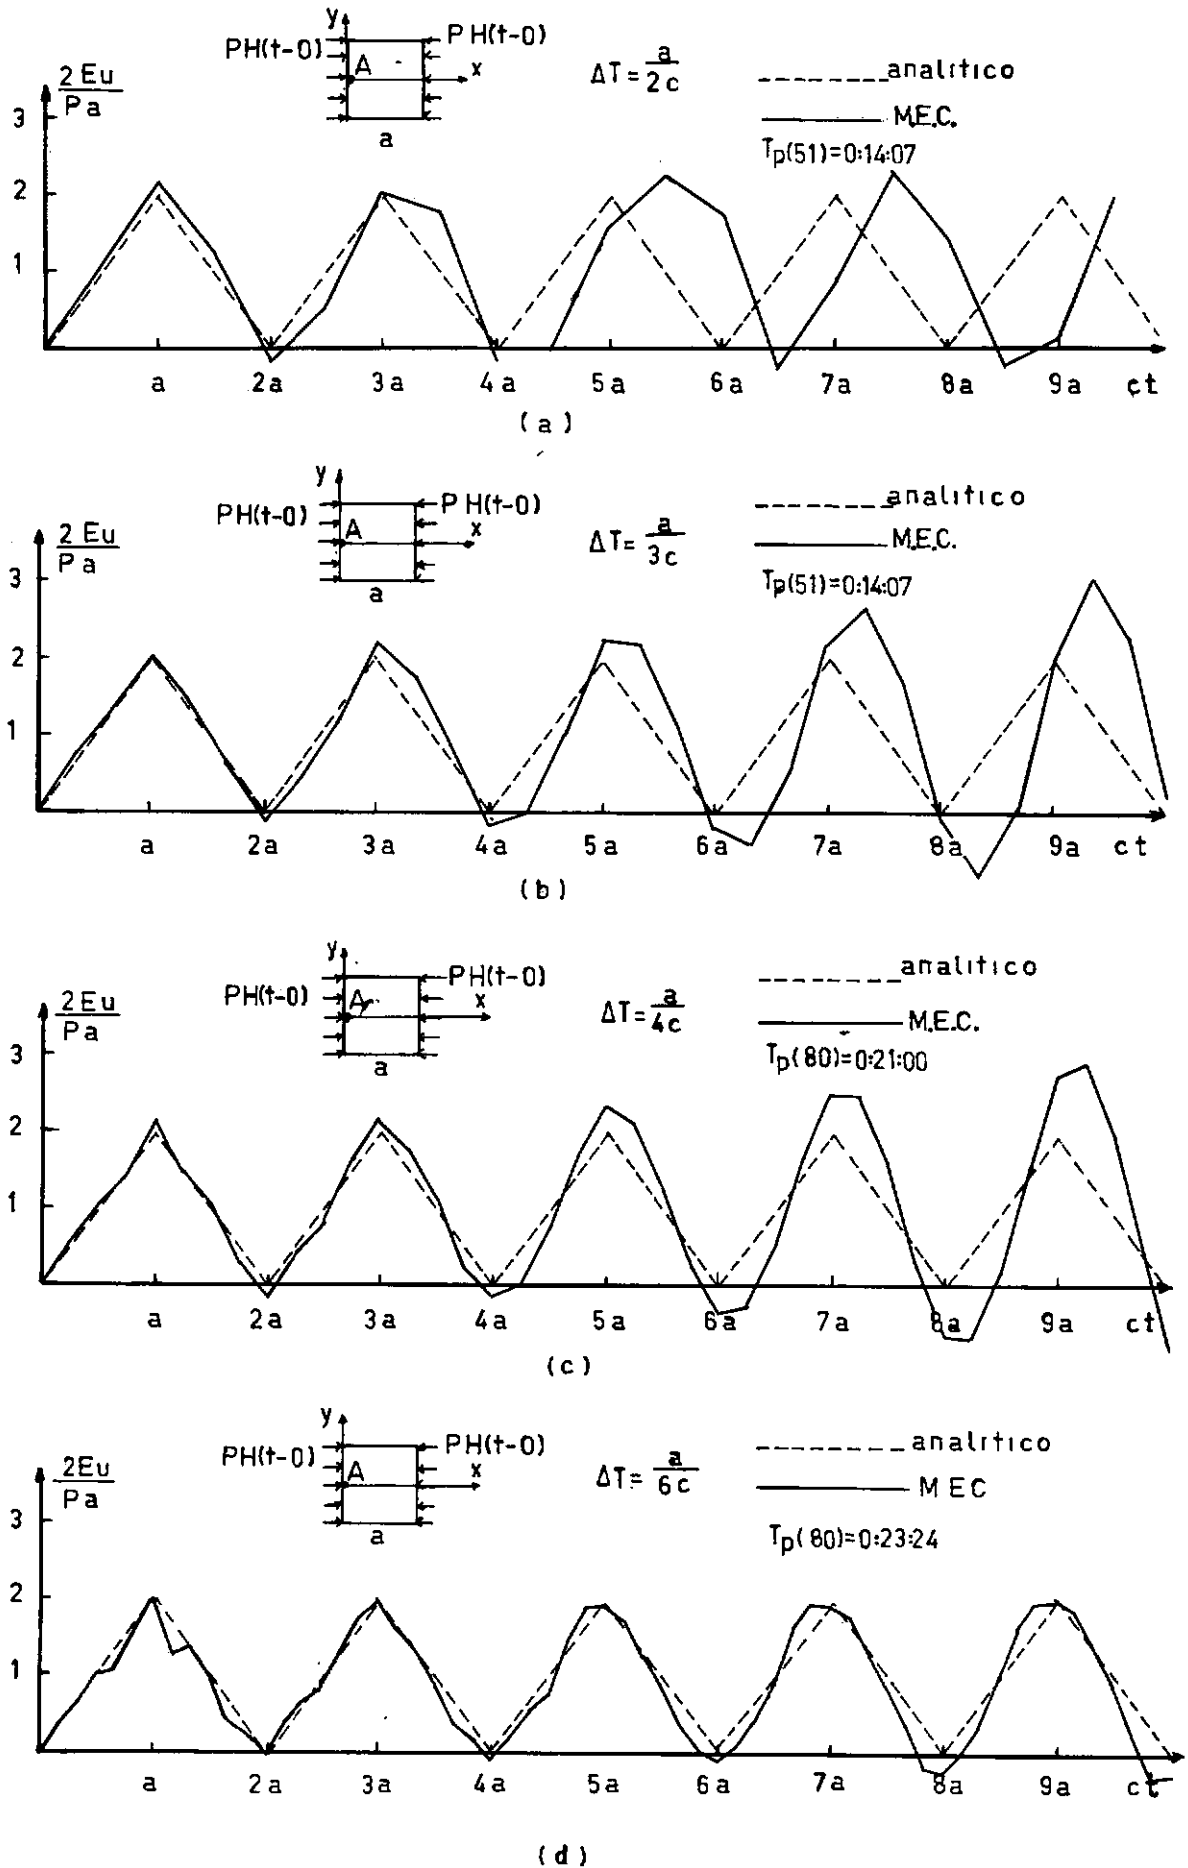 y
PH(t-0) PH(t-0)
A x
a
ΔT= a/2c
analítico
M.E.C.
Tp(51)=0:14:07
2Eu/Pa
3
2
1
a 2a 3a 4a 5a 6a 7a 8a 9a ct
(a)
y
PH(t-0) PH(t-0)
A x
a
ΔT= a/3c
analítico
M.E.C.
Tp(51)=0:14:07
2Eu/Pa
3
2
1
a 2a 3a 4a 5a 6a 7a 8a 9a ct
(b)
y
PH(t-0) PH(t-0)
A x
a
ΔT= a/4c
analítico
M.E.C.
Tp(80)=0:21:00
2Eu/Pa
3
2
1
a 2a 3a 4a 5a 6a 7a 8a 9a ct
(c)
y
PH(t-0) PH(t-0)
A x
a
ΔT= a/6c
analítico
MEC
Tp(80)=0:23:24
2Eu/Pa
3
2
1
a 2a 3a 4a 5a 6a 7a 8a 9a ct
(d)